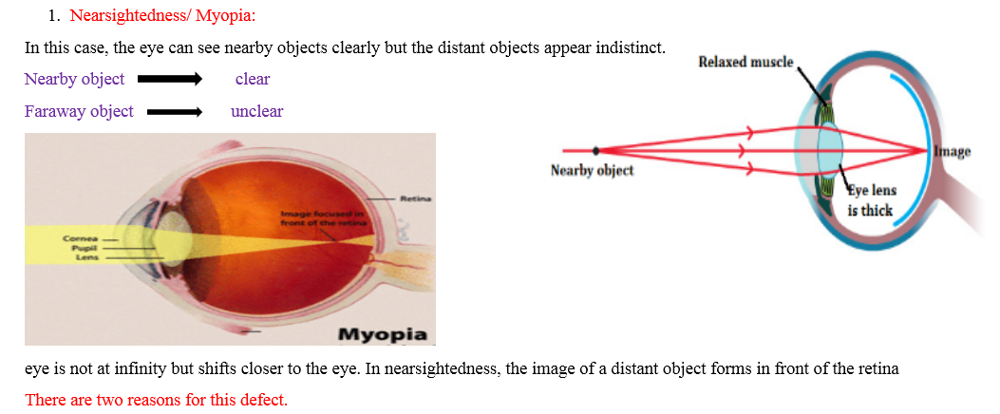 1. Nearsightedness/ Myopia:
In this case, the eye can see nearby objects clearly but the distant objects appear indistinct.
Nearby object clear
Faraway object unclear
Relaxed muscle
Nearby object
Image
Eye lens
is thick
Retina
Image focused in
front of the retina
Cornea
Pupil
Lens
Myopia
eye is not at infinity but shifts closer to the eye. In nearsightedness, the image of a distant object forms in front of the retina
There are two reasons for this defect.